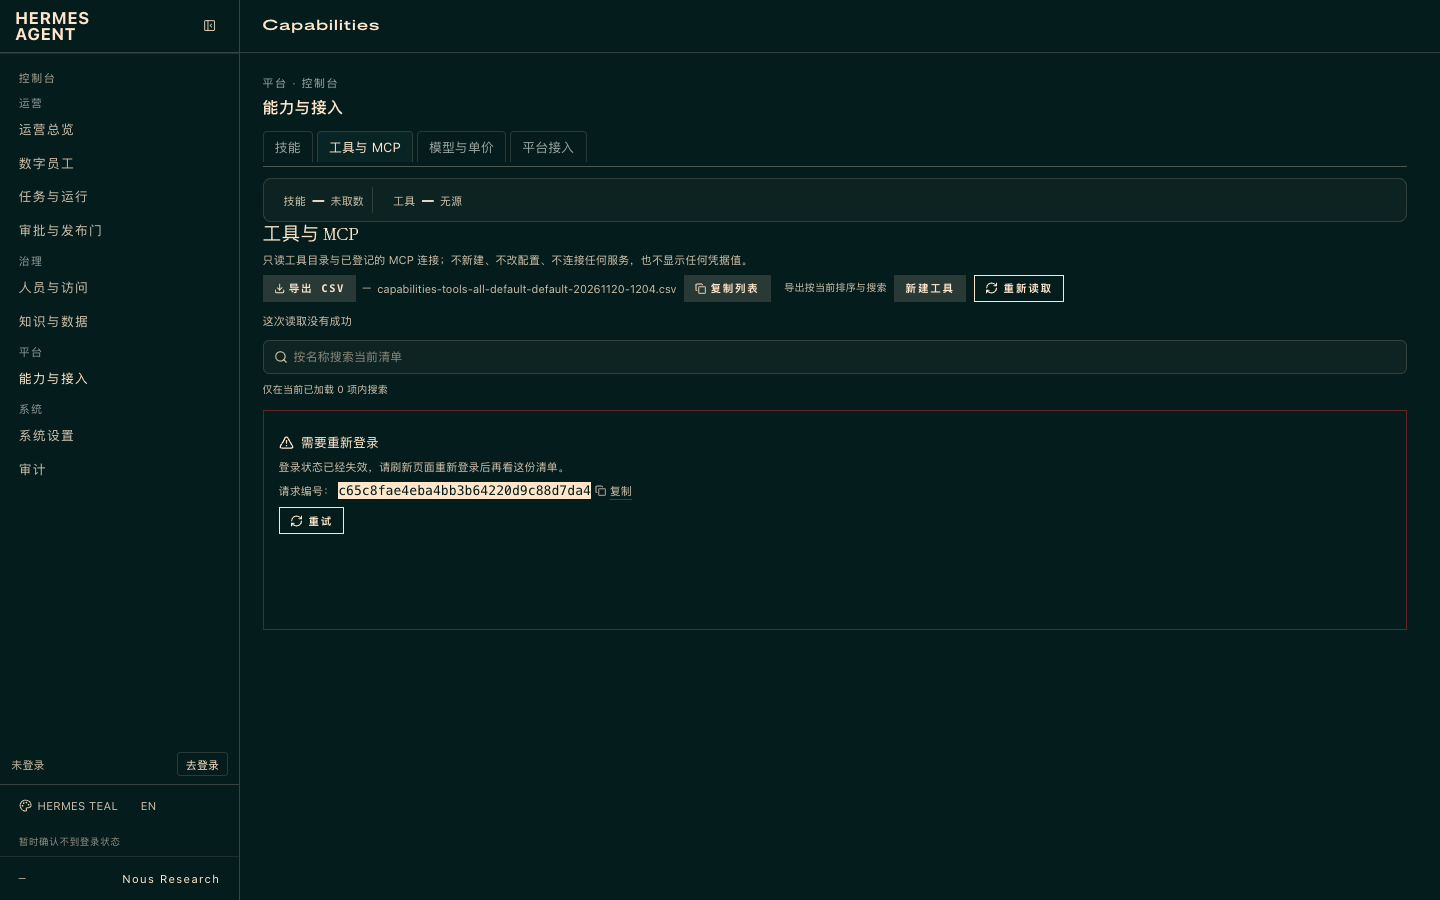 HERMES
AGENT
Capabilities
控制台
运营
运营总览
数字员工
任务与运行
审批与发布门
治理
人员与访问
知识与数据
平台
能力与接入
系统
系统设置
审计
未登录
去登录
HERMES TEAL
EN
暂时确认不到登录状态
—
Nous Research
平台 · 控制台
能力与接入
技能
工具与 MCP
模型与单价
平台接入
技能 — 未取数
工具 — 无源
工具与 MCP
只读工具目录与已登记的 MCP 连接；不新建、不改配置、不连接任何服务，也不显示任何凭据值。
导出 CSV — capabilities-tools-all-default-default-20261120-1204.csv 复制列表 导出按当前排序与搜索 新建工具 重新读取
这次读取没有成功
按名称搜索当前清单
仅在当前已加载 0 项内搜索
需要重新登录
登录状态已经失效，请刷新页面重新登录后再看这份清单。
请求编号： c65c8fae4eba4bb3b64220d9c88d7da4 复制
重试